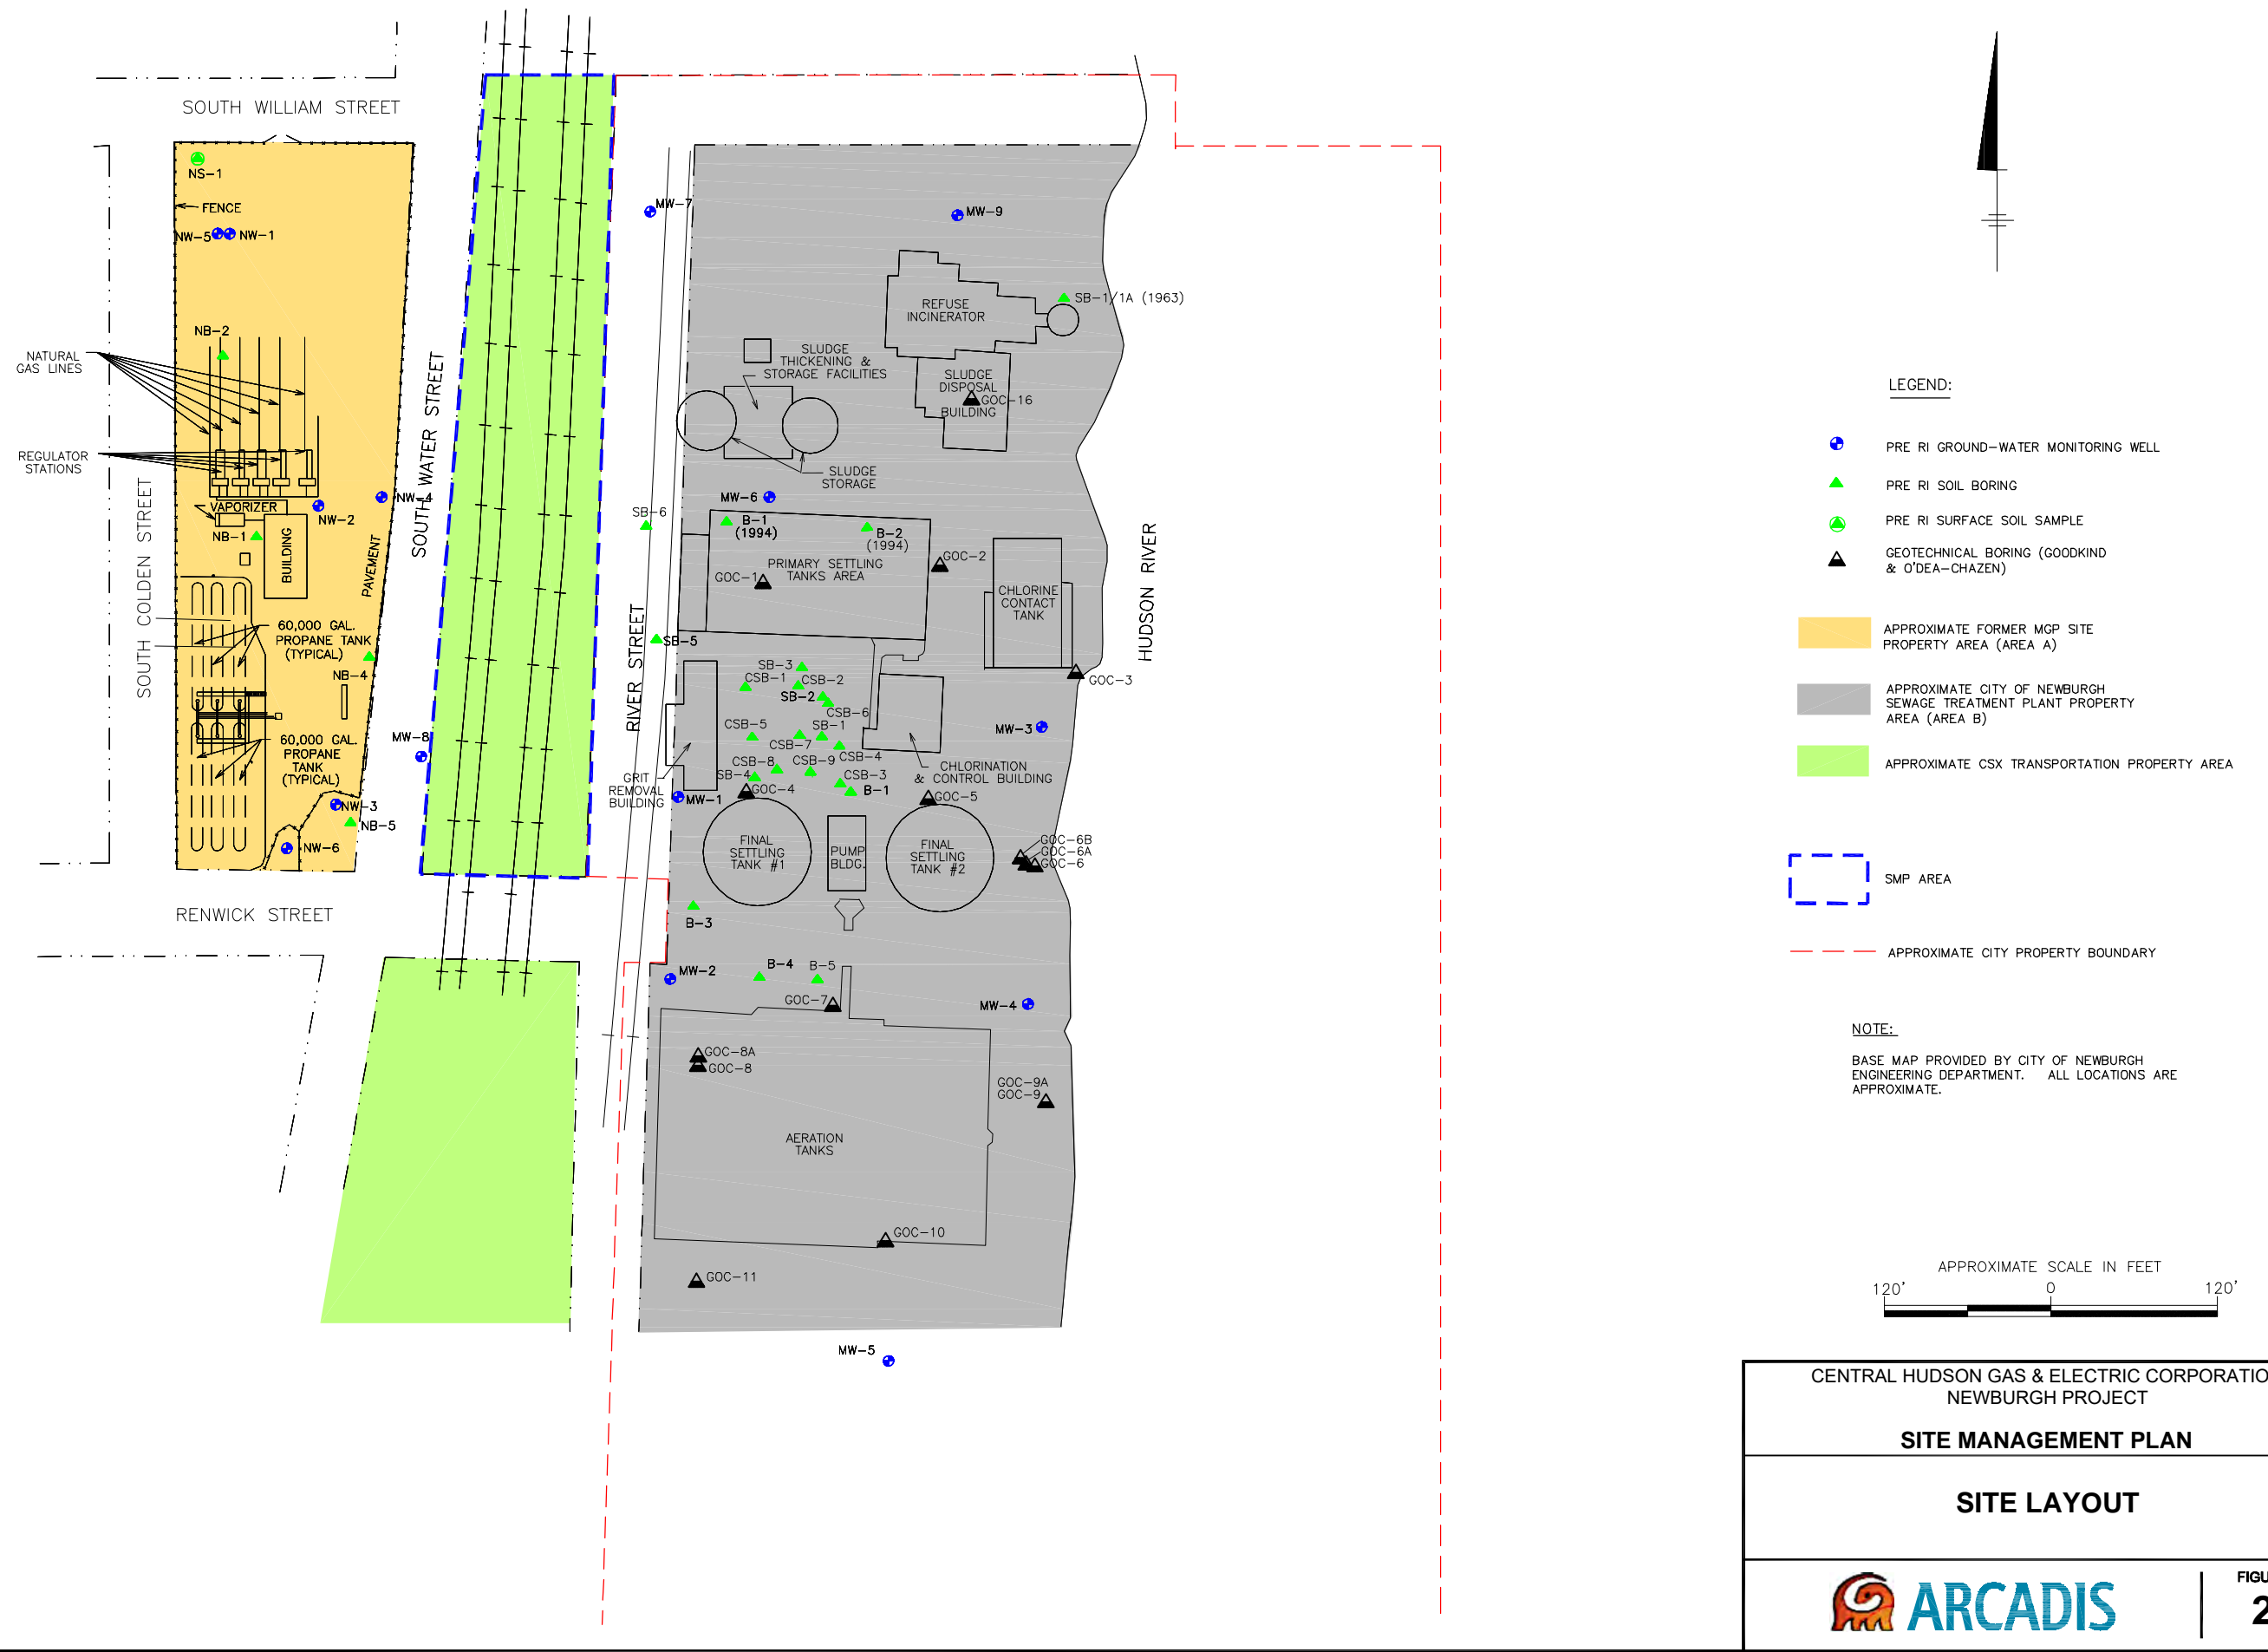 SOUTH WILLIAM STREET
NS-1
FENCE
NW-5
NW-1
NB-2
NATURAL
GAS LINES
REGULATOR
STATIONS
VAPORIZER
NW-4
NW-2
NB-1
BUILDING
PAVEMENT
SOUTH COLDEN STREET
SOUTH WATER STREET
60,000 GAL.
PROPANE TANK
(TYPICAL)
NB-4
60,000 GAL.
PROPANE
TANK
(TYPICAL)
MW-8
NW-3
NB-5
NW-6
RENWICK STREET
MW-7
MW-9
REFUSE
INCINERATOR
SB-1/1A (1963)
SLUDGE
THICKENING &
STORAGE FACILITIES
SLUDGE
DISPOSAL
BUILDING
GOC-16
SLUDGE
STORAGE
MW-6
SB-6
B-1
(1994)
B-2
(1994)
GOC-2
PRIMARY SETTLING
TANKS AREA
GOC-1
CHLORINE
CONTACT
TANK
HUDSON RIVER
RIVER STREET
SB-5
SB-3
CSB-1
CSB-2
SB-2
CSB-6
GOC-3
CSB-5
SB-1
MW-3
CSB-7
CSB-4
CSB-8
CSB-9
CHLORINATION
& CONTROL BUILDING
SB-4
CSB-3
GRIT
REMOVAL
BUILDING
MW-1
GOC-4
B-1
GOC-5
FINAL
SETTLING
TANK #1
PUMP
BLDG.
FINAL
SETTLING
TANK #2
GOC-6B
GOC-6A
GOC-6
B-3
MW-2
B-4
B-5
GOC-7
MW-4
GOC-8A
GOC-8
GOC-9A
GOC-9
AERATION
TANKS
GOC-10
GOC-11
MW-5
LEGEND:
PRE RI GROUND-WATER MONITORING WELL
PRE RI SOIL BORING
PRE RI SURFACE SOIL SAMPLE
GEOTECHNICAL BORING (GOODKIND
& O'DEA-CHAZEN)
APPROXIMATE FORMER MGP SITE
PROPERTY AREA (AREA A)
APPROXIMATE CITY OF NEWBURGH
SEWAGE TREATMENT PLANT PROPERTY
AREA (AREA B)
APPROXIMATE CSX TRANSPORTATION PROPERTY AREA
SMP AREA
APPROXIMATE CITY PROPERTY BOUNDARY
NOTE:
BASE MAP PROVIDED BY CITY OF NEWBURGH
ENGINEERING DEPARTMENT. ALL LOCATIONS ARE
APPROXIMATE.
APPROXIMATE SCALE IN FEET
120' 0 120'
CENTRAL HUDSON GAS & ELECTRIC CORPORATIO
NEWBURGH PROJECT
SITE MANAGEMENT PLAN
SITE LAYOUT
ARCADIS
FIGU
2